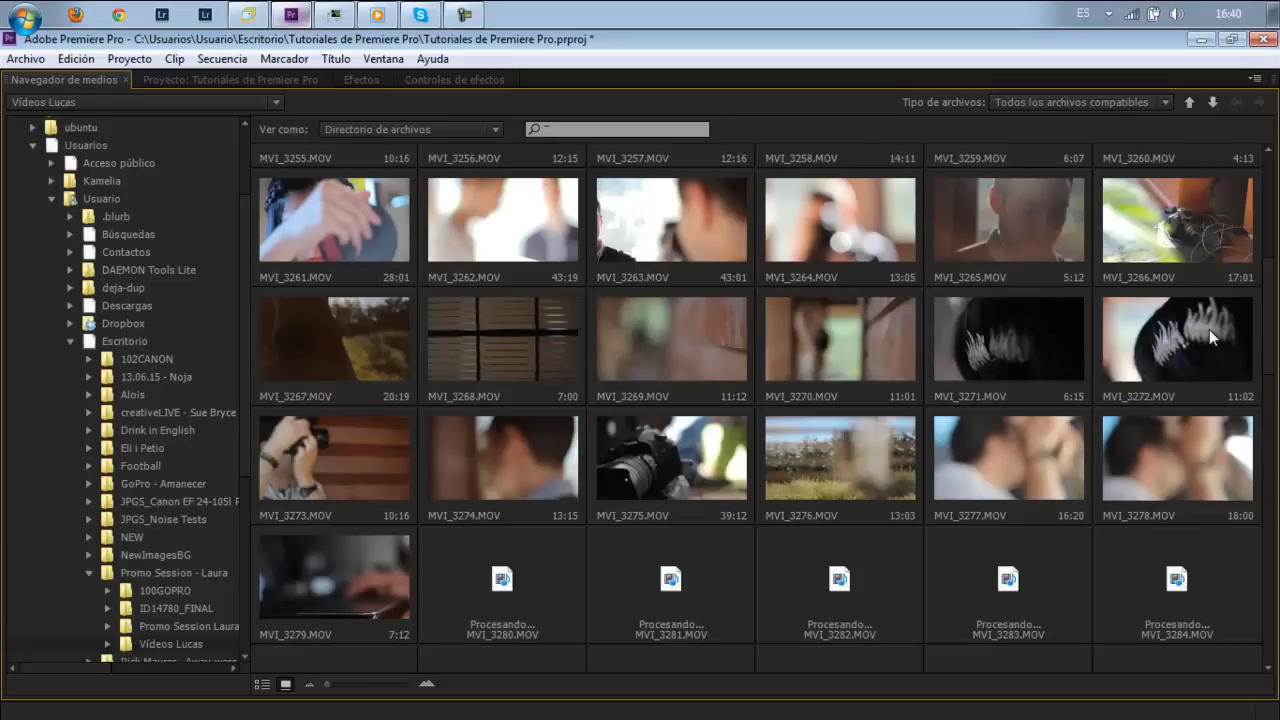 ES 16:40
Adobe Premiere Pro - C:\Usuarios\Usuario\Escritorio\Tutoriales de Premiere Pro\Tutoriales de Premiere Pro.prproj *
Archivo Edición Proyecto Clip Secuencia Marcador Título Ventana Ayuda
Navegador de medios × Proyecto: Tutoriales de Premiere Pro Efectos Controles de efectos
Vídeos Lucas Tipo de archivos: Todos los archivos compatibles
Ver como: Directorio de archivos
ubuntu
Usuarios
Acceso público
Kamelia
Usuario
.blurb
Búsquedas
Contactos
DAEMON Tools Lite
deja-dup
Descargas
Dropbox
Escritorio
102CANON
13.06.15 - Noja
Alois
creativeLIVE - Sue Bryce
Drink in English
Eli i Petio
Football
GoPro - Amanecer
JPGS_Canon EF 24-105l
JPGS_Noise Tests
NEW
NewImagesBG
Promo Session - Laura
100GOPRO
ID14780_FINAL
Promo Session Laura
Vídeos Lucas
MVI_3255.MOV 10:16 MVI_3256.MOV 12:15 MVI_3257.MOV 12:16 MVI_3258.MOV 14:11 MVI_3259.MOV 6:07 MVI_3260.MOV 4:13
MVI_3261.MOV 28:01 MVI_3262.MOV 43:19 MVI_3263.MOV 43:01 MVI_3264.MOV 13:05 MVI_3265.MOV 5:12 MVI_3266.MOV 17:01
MVI_3267.MOV 20:19 MVI_3268.MOV 7:00 MVI_3269.MOV 11:12 MVI_3270.MOV 11:01 MVI_3271.MOV 6:15 MVI_3272.MOV 11:02
MVI_3273.MOV 10:16 MVI_3274.MOV 13:15 MVI_3275.MOV 39:12 MVI_3276.MOV 13:03 MVI_3277.MOV 16:20 MVI_3278.MOV 18:00
Procesando... Procesando... Procesando... Procesando... Procesando...
MVI_3279.MOV 7:12 MVI_3280.MOV MVI_3281.MOV MVI_3282.MOV MVI_3283.MOV MVI_3284.MOV